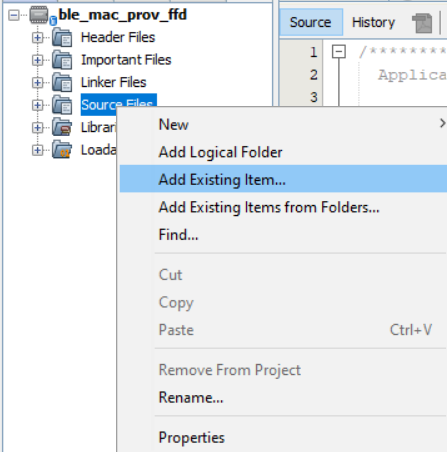 ble_mac_prov_ffd
Header Files
Important Files
Linker Files
Source Files
Librari
Loada
Source History
1 /********
2 Applica
3
New
Add Logical Folder
Add Existing Item...
Add Existing Items from Folders...
Find...
Cut
Copy
Paste Ctrl+V
Remove From Project
Rename...
Properties